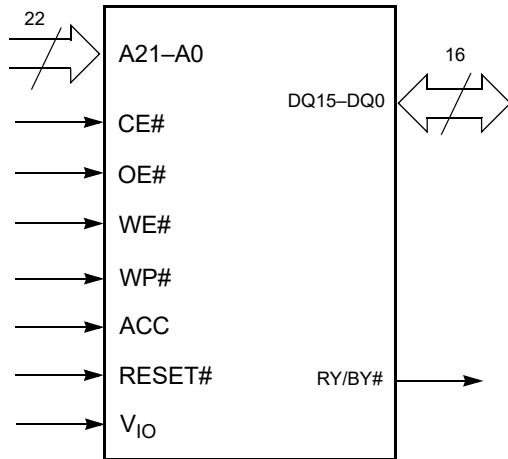 22
A21–A0
16
DQ15–DQ0
CE#
OE#
WE#
WP#
ACC
RESET#
RY/BY#
VIO